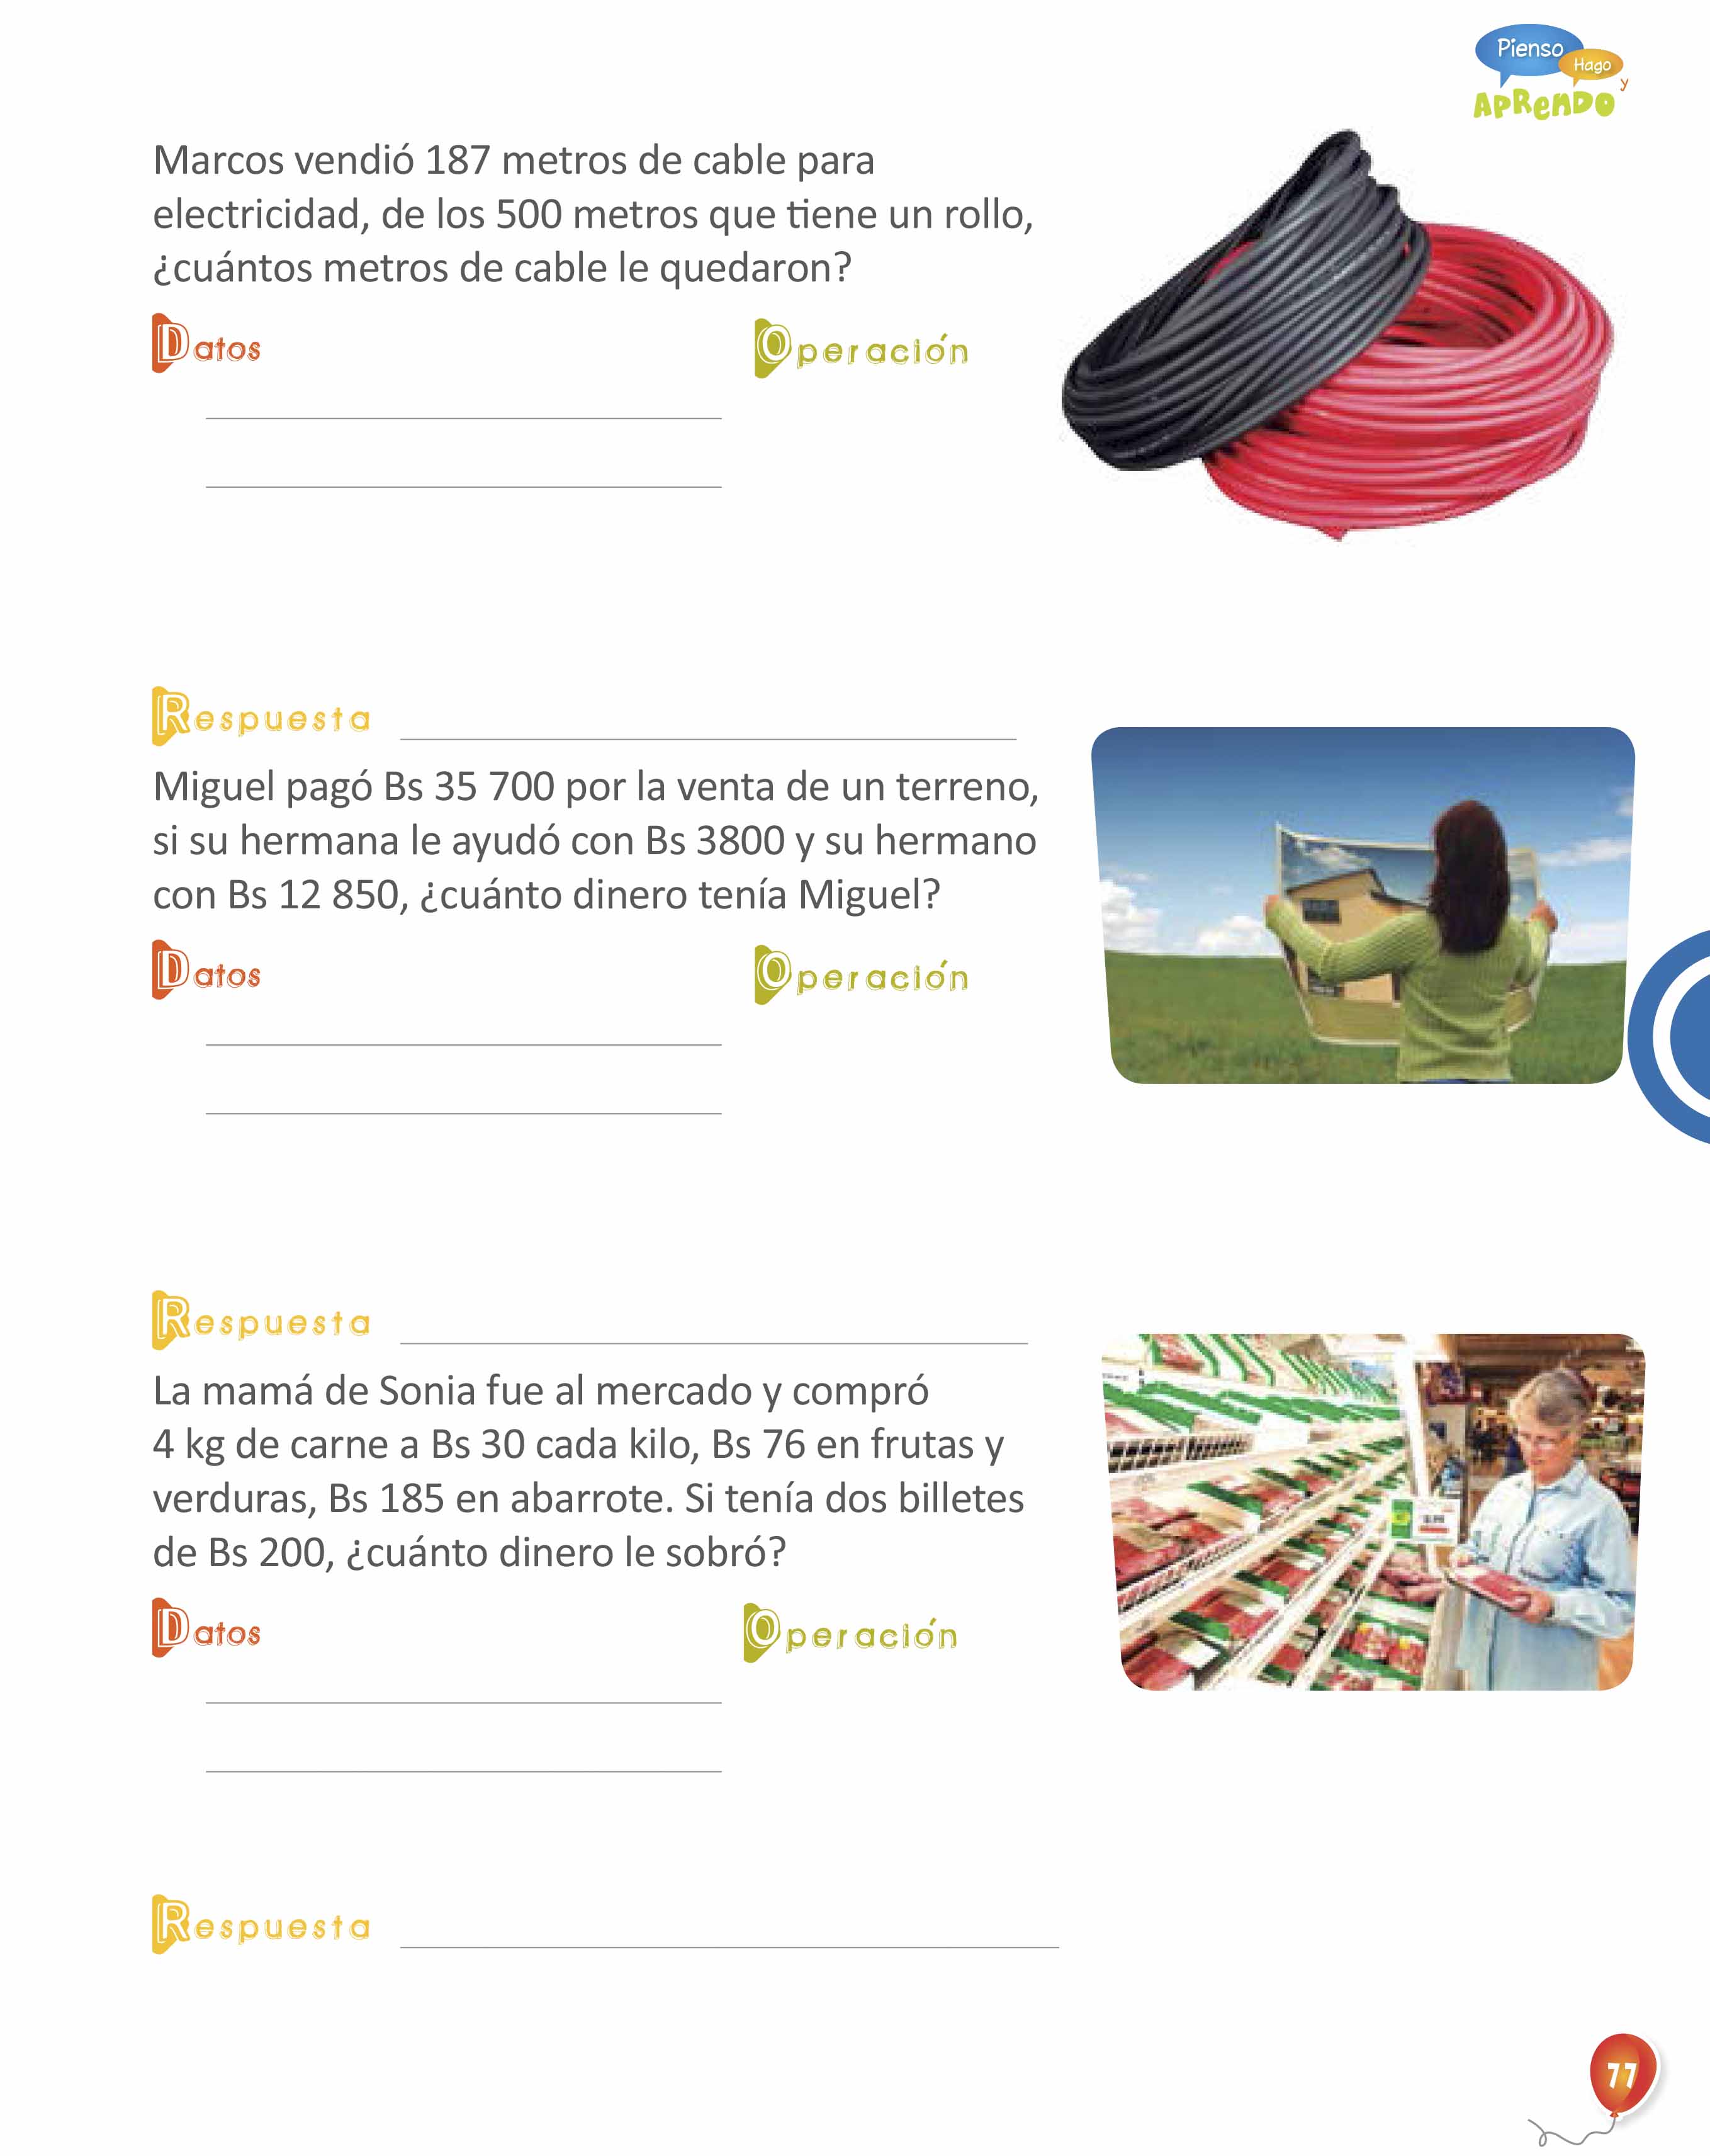 Pienso
Hago
y
APRenDO
Marcos vendió 187 metros de cable para
electricidad, de los 500 metros que tiene un rollo,
¿cuántos metros de cable le quedaron?
Datos
Operación
Respuesta
Miguel pagó Bs 35 700 por la venta de un terreno,
si su hermana le ayudó con Bs 3800 y su hermano
con Bs 12 850, ¿cuánto dinero tenía Miguel?
Datos
Operación
Respuesta
La mamá de Sonia fue al mercado y compró
4 kg de carne a Bs 30 cada kilo, Bs 76 en frutas y
verduras, Bs 185 en abarrote. Si tenía dos billetes
de Bs 200, ¿cuánto dinero le sobró?
Datos
Operación
Respuesta
77